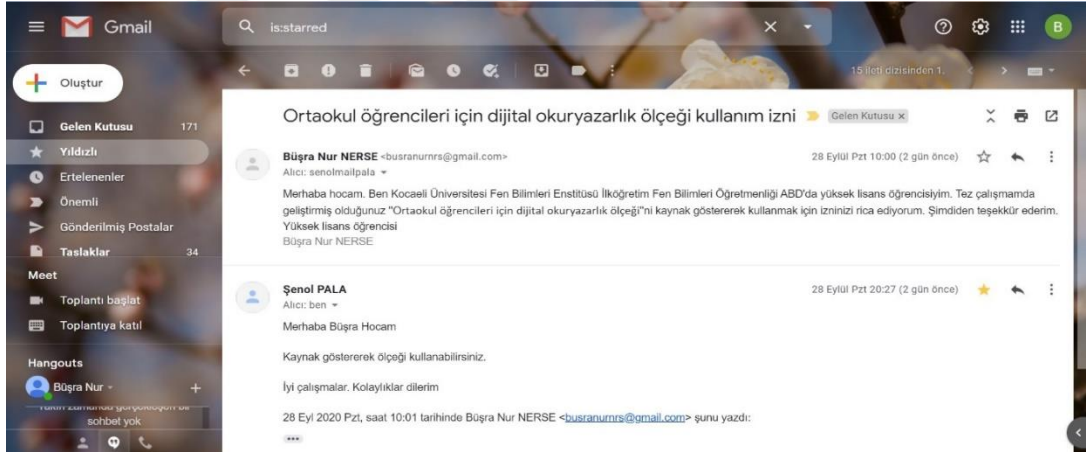 Gmail
is:starred
B
Oluştur
15 ileti dizisinden 1.
Gelen Kutusu 171
Yıldızlı
Ertelenenler
Önemli
Gönderilmiş Postalar
Taslaklar 34
Meet
Toplantı başlat
Toplantıya katıl
Hangouts
Büşra Nur
sohbet yok
Ortaokul öğrencileri için dijital okuryazarlık ölçeği kullanım izni Gelen Kutusu x
Büşra Nur NERSE <busranurnrs@gmail.com> 28 Eylül Pzt 10:00 (2 gün önce)
Alıcı: senolmailpala
Merhaba hocam. Ben Kocaeli Üniversitesi Fen Bilimleri Enstitüsü İlköğretim Fen Bilimleri Öğretmenliği ABD'da yüksek lisans öğrencisiyim. Tez çalışmamda
geliştirmiş olduğunuz "Ortaokul öğrencileri için dijital okuryazarlık ölçeği"ni kaynak göstererek kullanmak için izninizi rica ediyorum. Şimdiden teşekkür ederim.
Yüksek lisans öğrencisi
Büşra Nur NERSE
Şenol PALA 28 Eylül Pzt 20:27 (2 gün önce)
Alıcı: ben
Merhaba Büşra Hocam
Kaynak göstererek ölçeği kullanabilirsiniz.
İyi çalışmalar. Kolaylıklar dilerim
28 Eyl 2020 Pzt, saat 10:01 tarihinde Büşra Nur NERSE <busranurnrs@gmail.com> şunu yazdı: